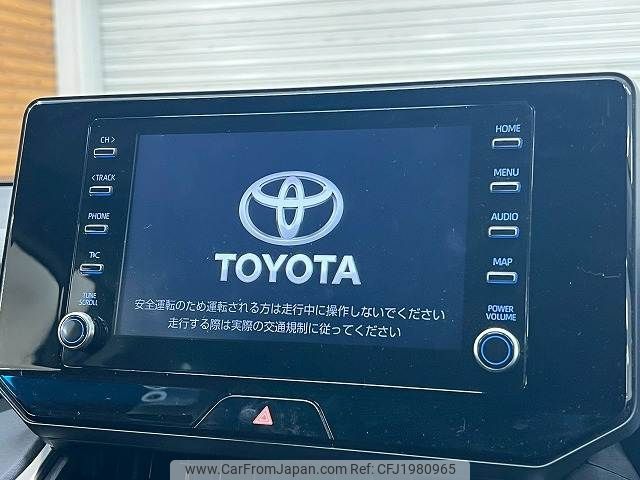 CH >
< TRACK
PHONE
T/C
TUNE
SCROLL
HOME
MENU
AUDIO
MAP
POWER
VOLUME
TOYOTA
安全運転のため運転される方は走行中に操作しないでください
走行する際は実際の交通規制に従ってください
www.CarFromJapan.com - CFJ1980965